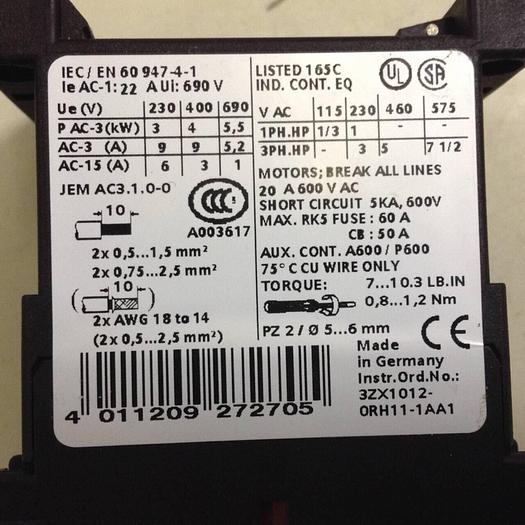 IEC/ EN 60 947-4-1
Ie AC-1: 22 A Ui: 690 V
Ue (V) 230 400 690
P AC-3 (kW) 3 4 5,5
AC-3 (A) 9 9 5,2
AC-15 (A) 6 3 1
JEM AC3.1.0-0
CCC
A003617
10
2x 0,5...1,5 mm²
2x 0,75...2,5 mm²
10
2x AWG 18 to 14
(2x 0,5...2,5 mm²)
4 011209 272705
LISTED 165C
IND. CONT. EQ
UL
SA
V AC 115 230 460 575
1PH.HP 1/3 1 - -
3PH.HP - 3 5 7 1/2
MOTORS; BREAK ALL LINES
20 A 600 V AC
SHORT CIRCUIT 5KA, 600V
MAX. RK5 FUSE : 60 A
CB : 50 A
AUX. CONT. A600 / P600
75° C CU WIRE ONLY
TORQUE: 7...10.3 LB.IN
0,8...1,2 Nm
PZ 2 / Ø 5...6 mm
CE
Made
in Germany
Instr.Ord.No.:
3ZX1012-
0RH11-1AA1